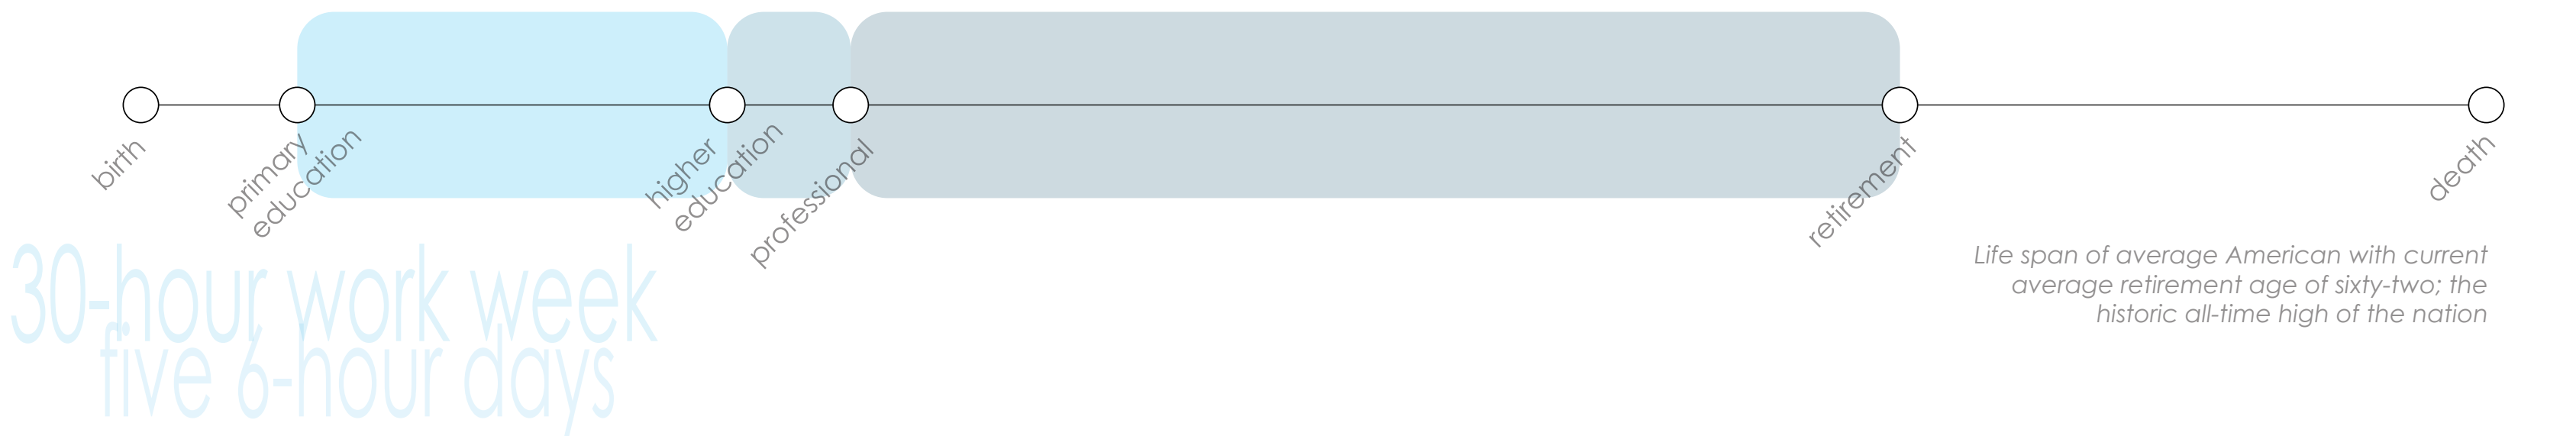 birth
primary
education
higher
education
professional
retirement
death
Life span of average American with current
average retirement age of sixty-two; the
historic all-time high of the nation
30-hour work week
five 6-hour days